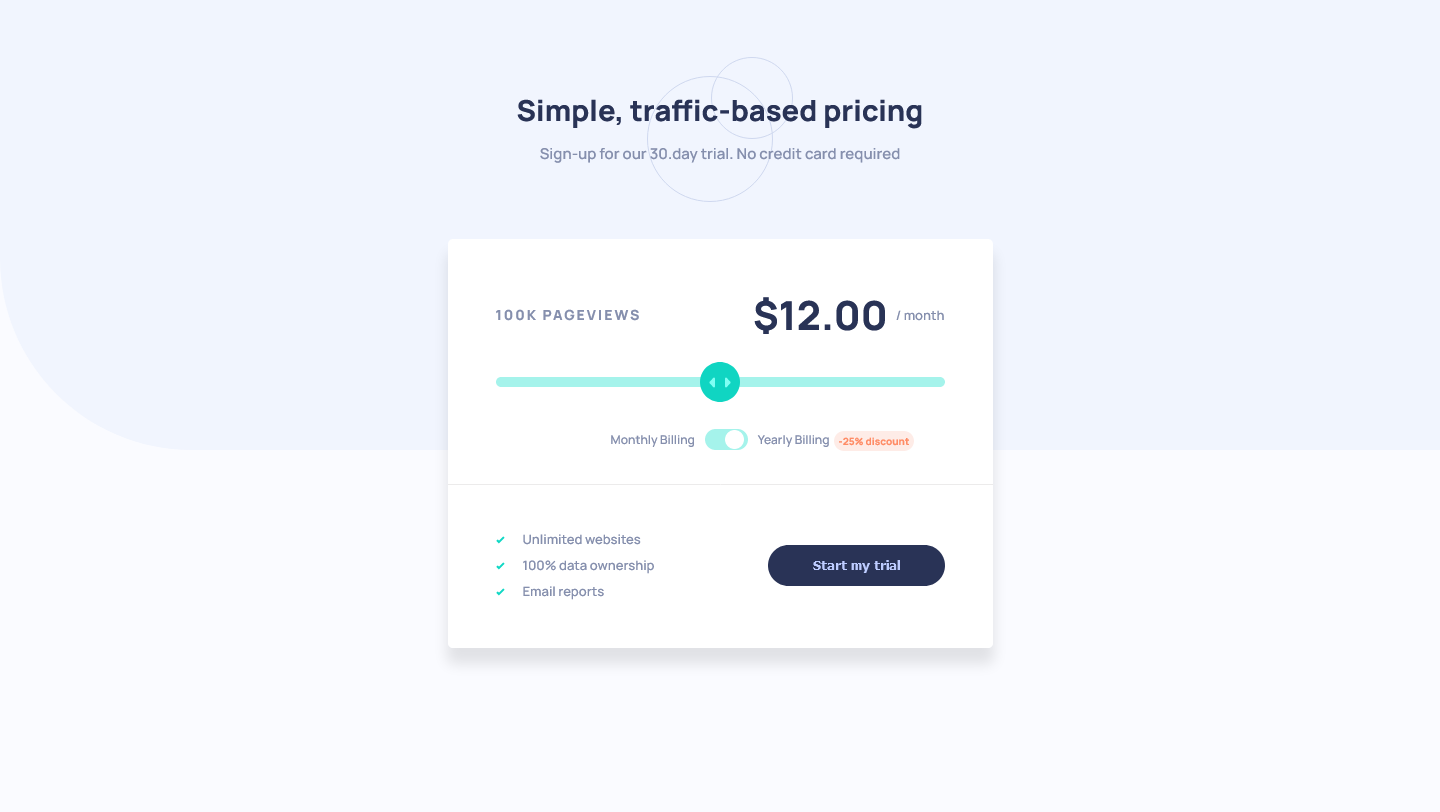 Simple, traffic-based pricing
Sign-up for our 30.day trial. No credit card required
100K PAGEVIEWS
$12.00 / month
Monthly Billing
Yearly Billing -25% discount
Unlimited websites
100% data ownership
Email reports
Start my trial